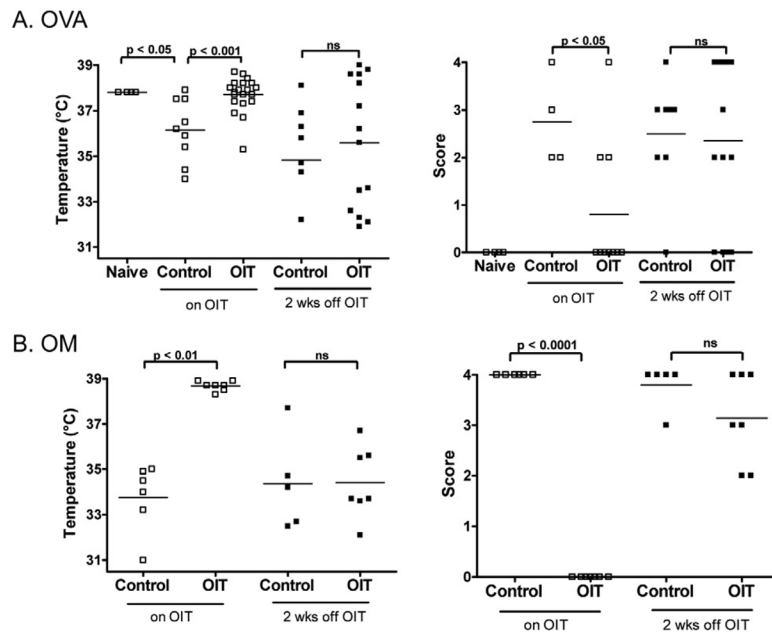 A. OVA
p < 0.05
p < 0.001
ns
Temperature (°C)
39
37
35
33
31
Naive
Control
OIT
Control
OIT
on OIT
2 wks off OIT
p < 0.05
ns
Score
4
3
2
1
0
Naive
Control
OIT
Control
OIT
on OIT
2 wks off OIT
B. OM
p < 0.01
ns
Temperature (°C)
39
37
35
33
31
Control
OIT
Control
OIT
on OIT
2 wks off OIT
p < 0.0001
ns
Score
4
3
2
1
0
Control
OIT
Control
OIT
on OIT
2 wks off OIT